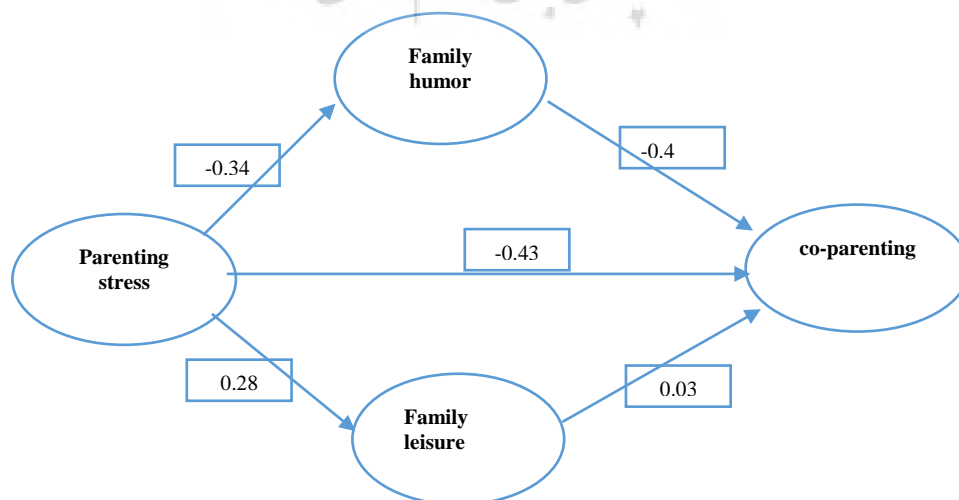 Family
humor
-0.34
-0.4
Parenting
stress
-0.43
co-parenting
0.28
0.03
Family
leisure